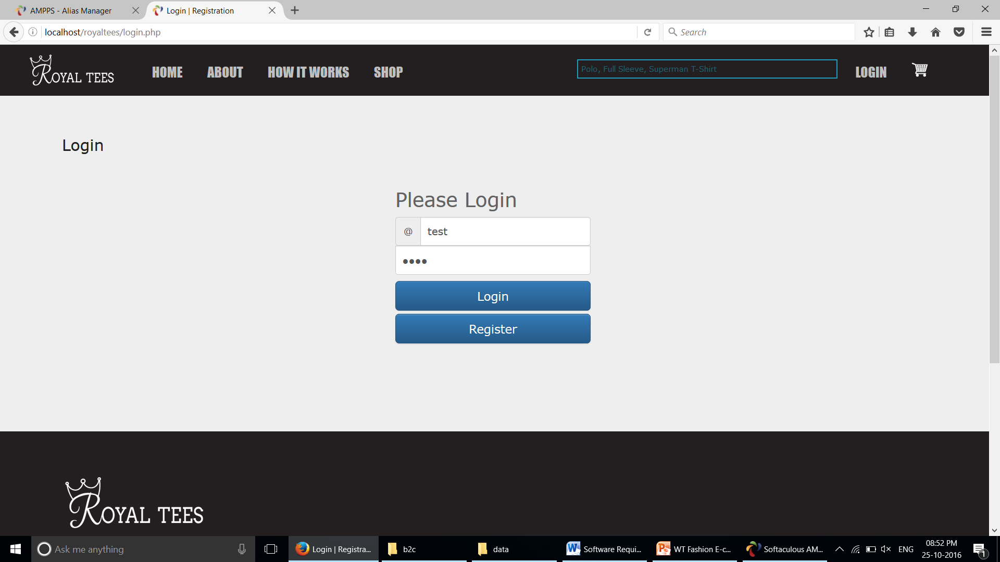 AMPPS - Alias Manager
Login | Registration
localhost/royaltees/login.php
Search
ROYAL TEES
HOME
ABOUT
HOW IT WORKS
SHOP
Polo, Full Sleeve, Superman T-Shirt
LOGIN
Login
Please Login
@
test
Login
Register
ROYAL TEES
Ask me anything
Login | Registra...
b2c
data
Software Requi...
WT Fashion E-c...
Softaculous AM...
ENG
08:52 PM
25-10-2016
1